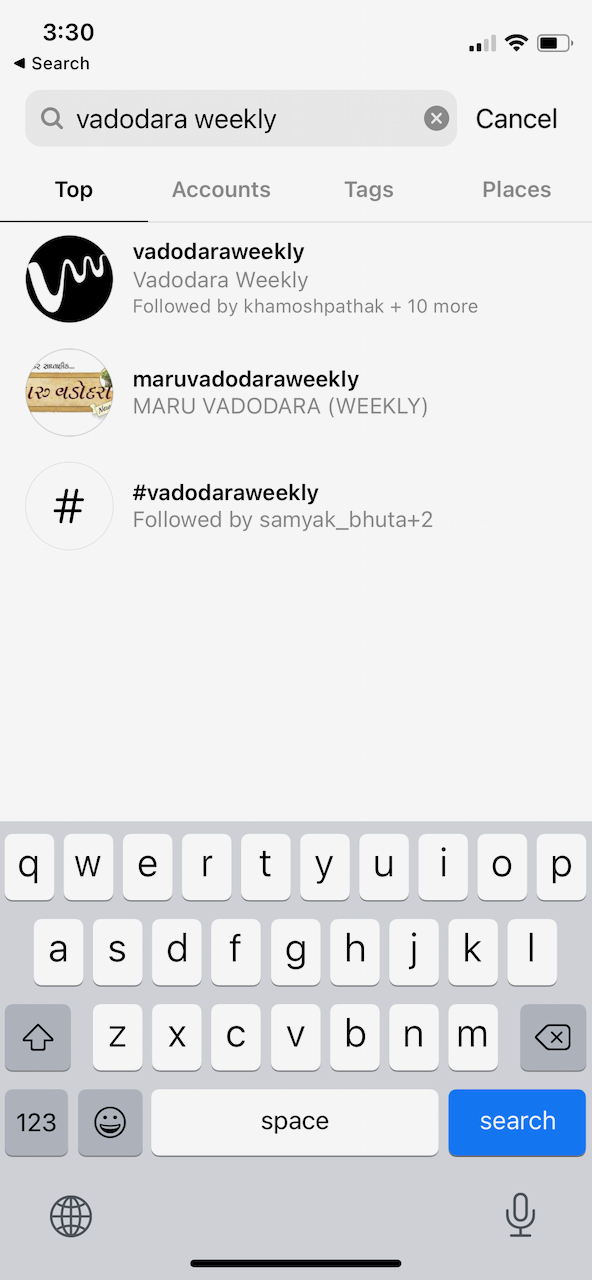 3:30
◀ Search
vadodara weekly
Cancel
Top Accounts Tags Places
vadodaraweekly
Vadodara Weekly
Followed by khamoshpathak + 10 more
maruvadodaraweekly
MARU VADODARA (WEEKLY)
#
#vadodaraweekly
Followed by samyak_bhuta+2
q w e r t y u i o p
a s d f g h j k l
z x c v b n m
123 space search